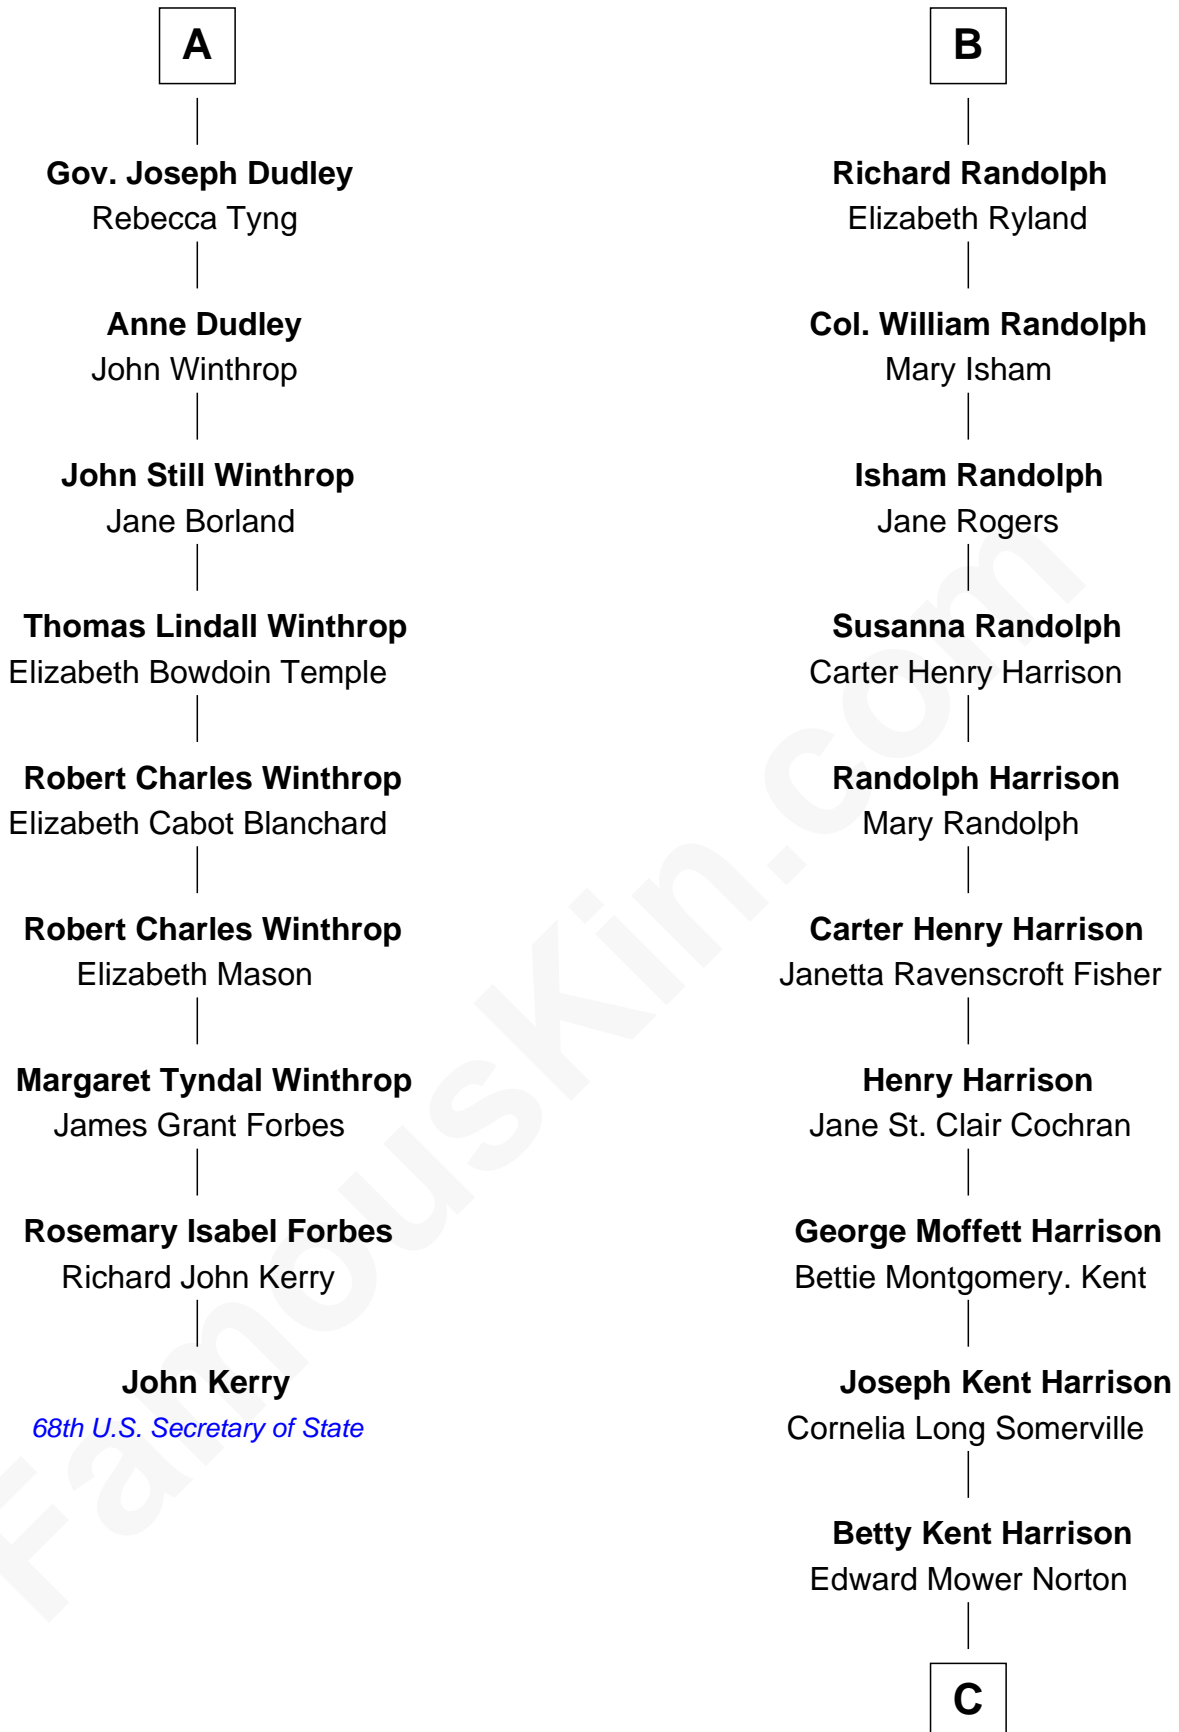 A
Gov. Joseph Dudley
Rebecca Tyng
Anne Dudley
John Winthrop
John Still Winthrop
Jane Borland
Thomas Lindall Winthrop
Elizabeth Bowdoin Temple
Robert Charles Winthrop
Elizabeth Cabot Blanchard
Robert Charles Winthrop
Elizabeth Mason
Margaret Tyndal Winthrop
James Grant Forbes
Rosemary Isabel Forbes
Richard John Kerry
John Kerry
68th U.S. Secretary of State
B
Richard Randolph
Elizabeth Ryland
Col. William Randolph
Mary Isham
Isham Randolph
Jane Rogers
Susanna Randolph
Carter Henry Harrison
Randolph Harrison
Mary Randolph
Carter Henry Harrison
Janetta Ravenscroft Fisher
Henry Harrison
Jane St. Clair Cochran
George Moffett Harrison
Bettie Montgomery. Kent
Joseph Kent Harrison
Cornelia Long Somerville
Betty Kent Harrison
Edward Mower Norton
C
FamousKin.com